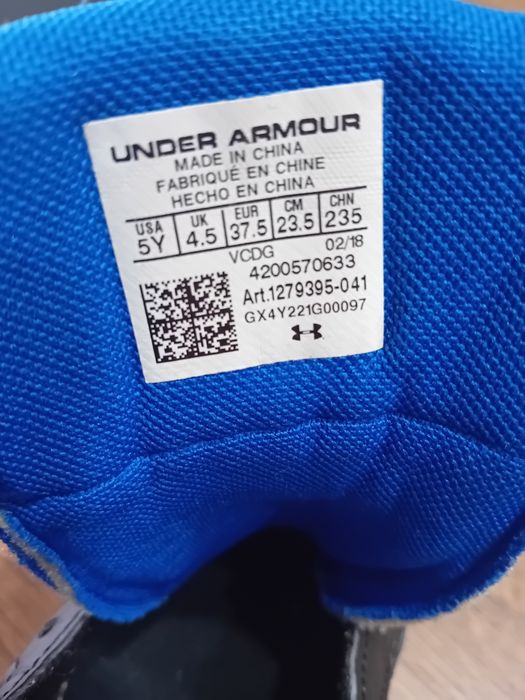 UNDER ARMOUR
MADE IN CHINA
FABRIQUÉ EN CHINE
HECHO EN CHINA
USA UK EUR CM CHN
5Y 4.5 37.5 23.5 235
VCDG 02/18
4200570633
Art.1279395-041
GX4Y221G00097